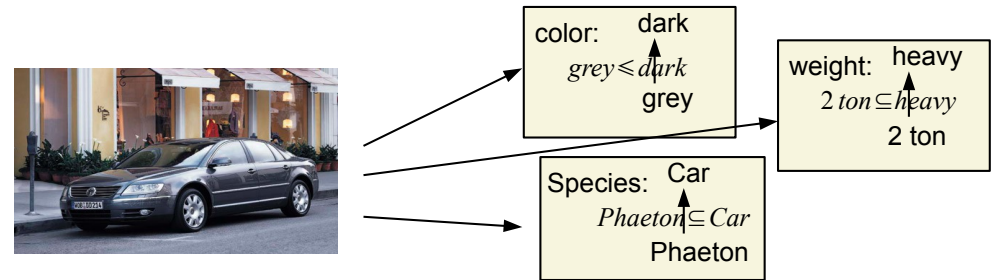 color:
dark
grey≤dark
grey
weight:
heavy
2 ton⊆heavy
2 ton
Species:
Car
Phaeton⊆Car
Phaeton